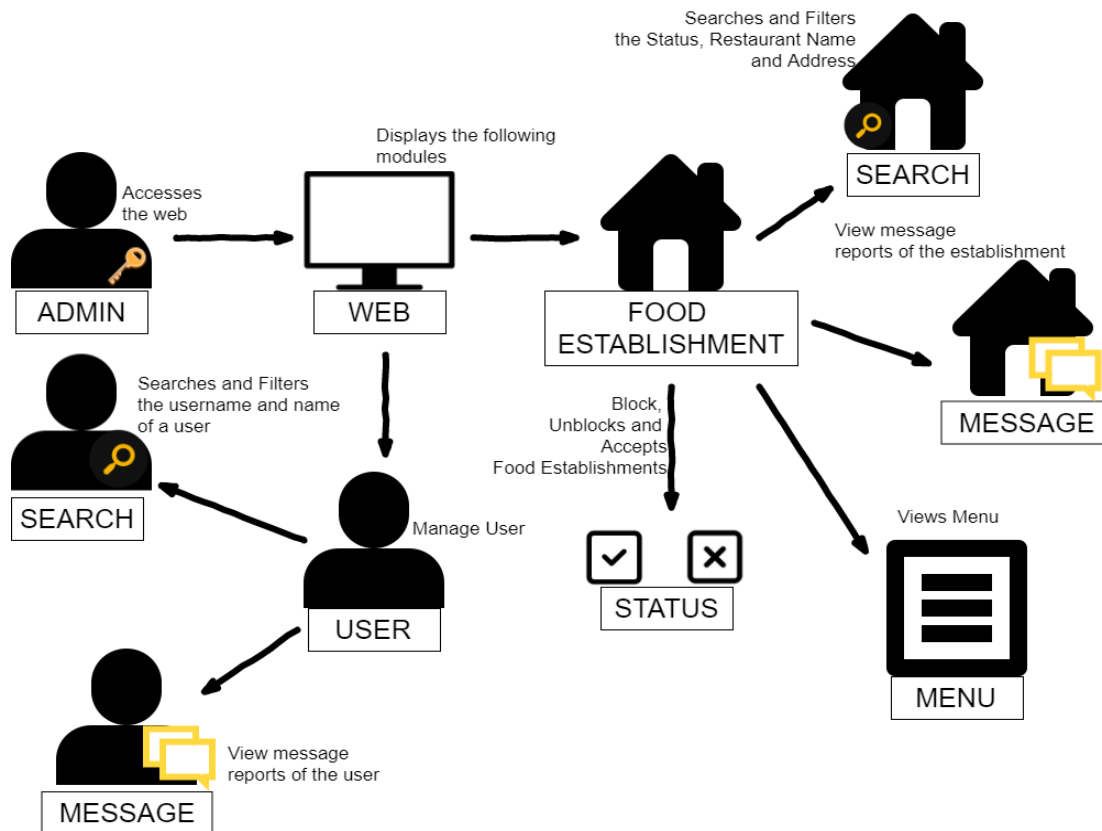 Searches and Filters
the Status, Restaurant Name
and Address
SEARCH
Displays the following
modules
Accesses
the web
ADMIN
WEB
FOOD
ESTABLISHMENT
View message
reports of the establishment
MESSAGE
Searches and Filters
the username and name
of a user
SEARCH
Block,
Unblocks and
Accepts
Food Establishments
STATUS
Views Menu
MENU
Manage User
USER
View message
reports of the user
MESSAGE